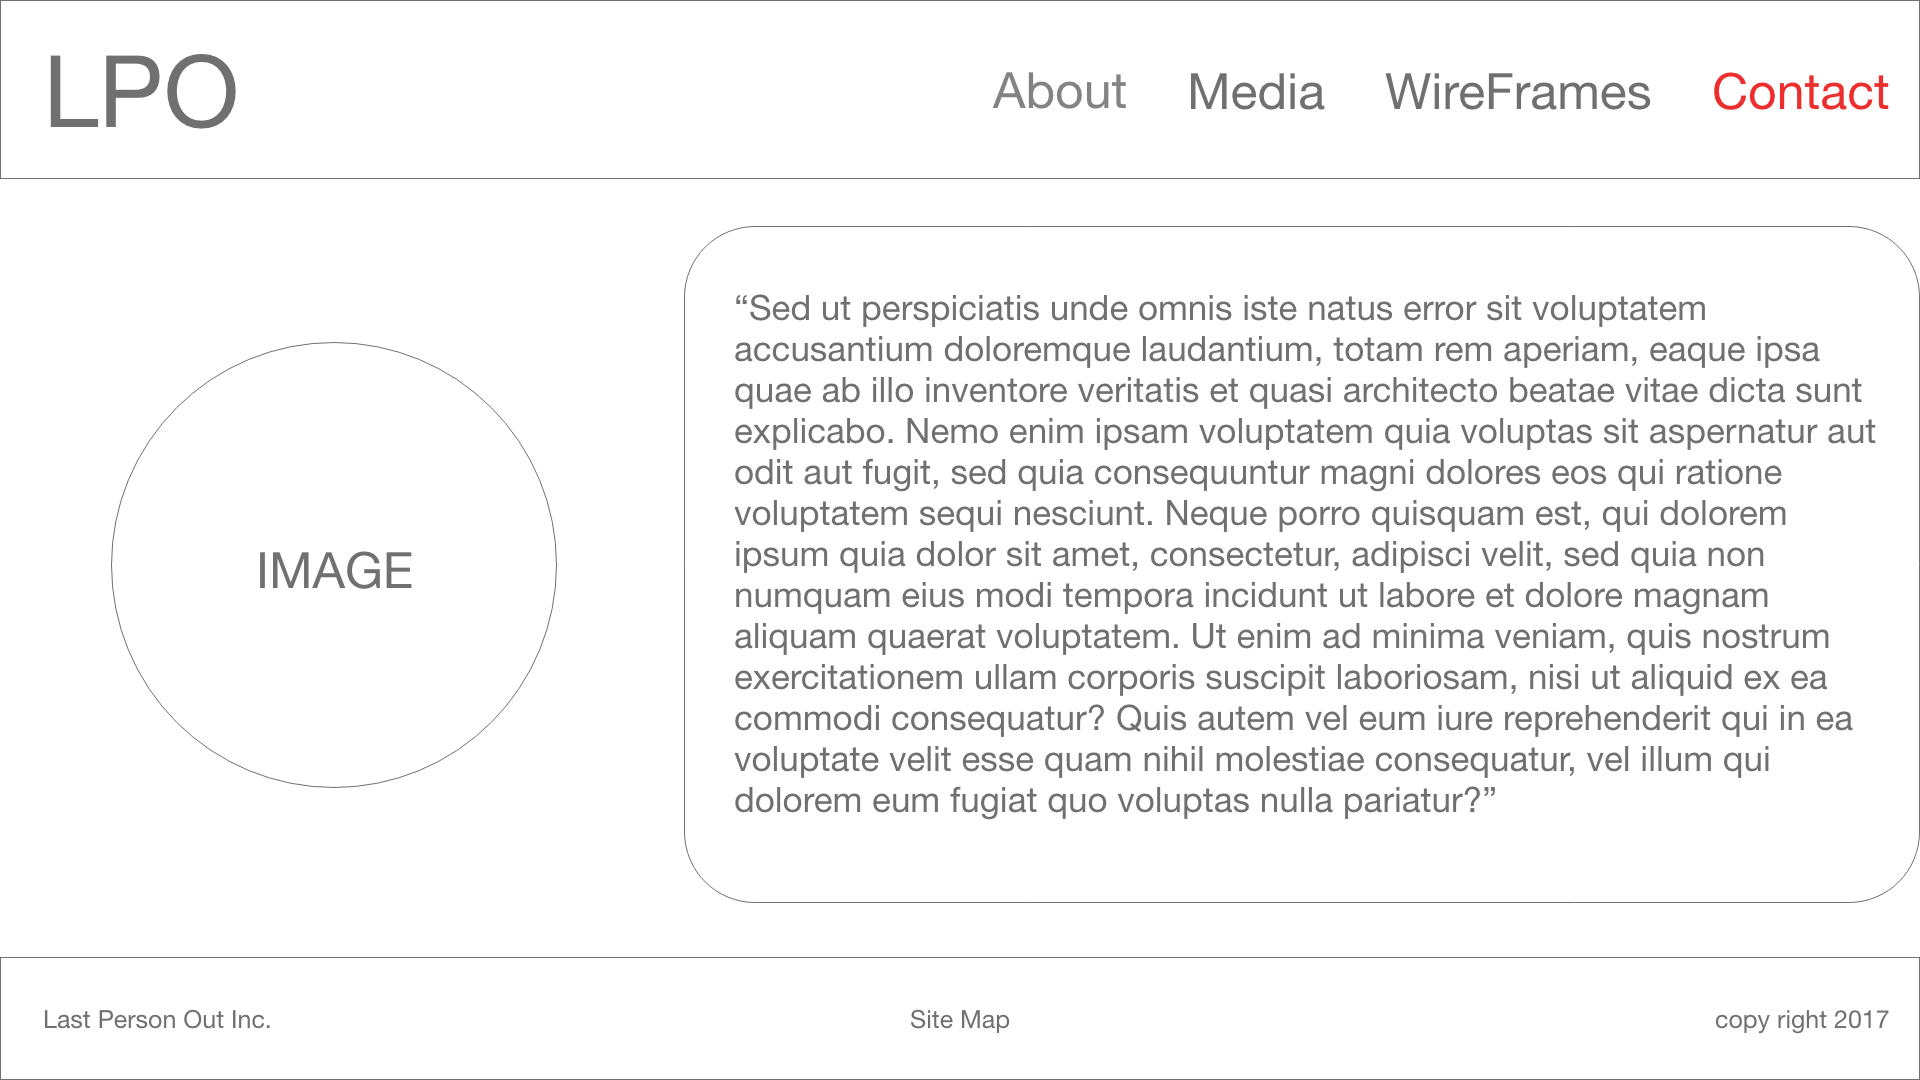 LPO
About Media WireFrames Contact
“Sed ut perspiciatis unde omnis iste natus error sit voluptatem
accusantium doloremque laudantium, totam rem aperiam, eaque ipsa
quae ab illo inventore veritatis et quasi architecto beatae vitae dicta sunt
explicabo. Nemo enim ipsam voluptatem quia voluptas sit aspernatur aut
odit aut fugit, sed quia consequuntur magni dolores eos qui ratione
voluptatem sequi nesciunt. Neque porro quisquam est, qui dolorem
ipsum quia dolor sit amet, consectetur, adipisci velit, sed quia non
numquam eius modi tempora incidunt ut labore et dolore magnam
aliquam quaerat voluptatem. Ut enim ad minima veniam, quis nostrum
exercitationem ullam corporis suscipit laboriosam, nisi ut aliquid ex ea
commodi consequatur? Quis autem vel eum iure reprehenderit qui in ea
voluptate velit esse quam nihil molestiae consequatur, vel illum qui
dolorem eum fugiat quo voluptas nulla pariatur?”
IMAGE
Last Person Out Inc.
Site Map
copy right 2017